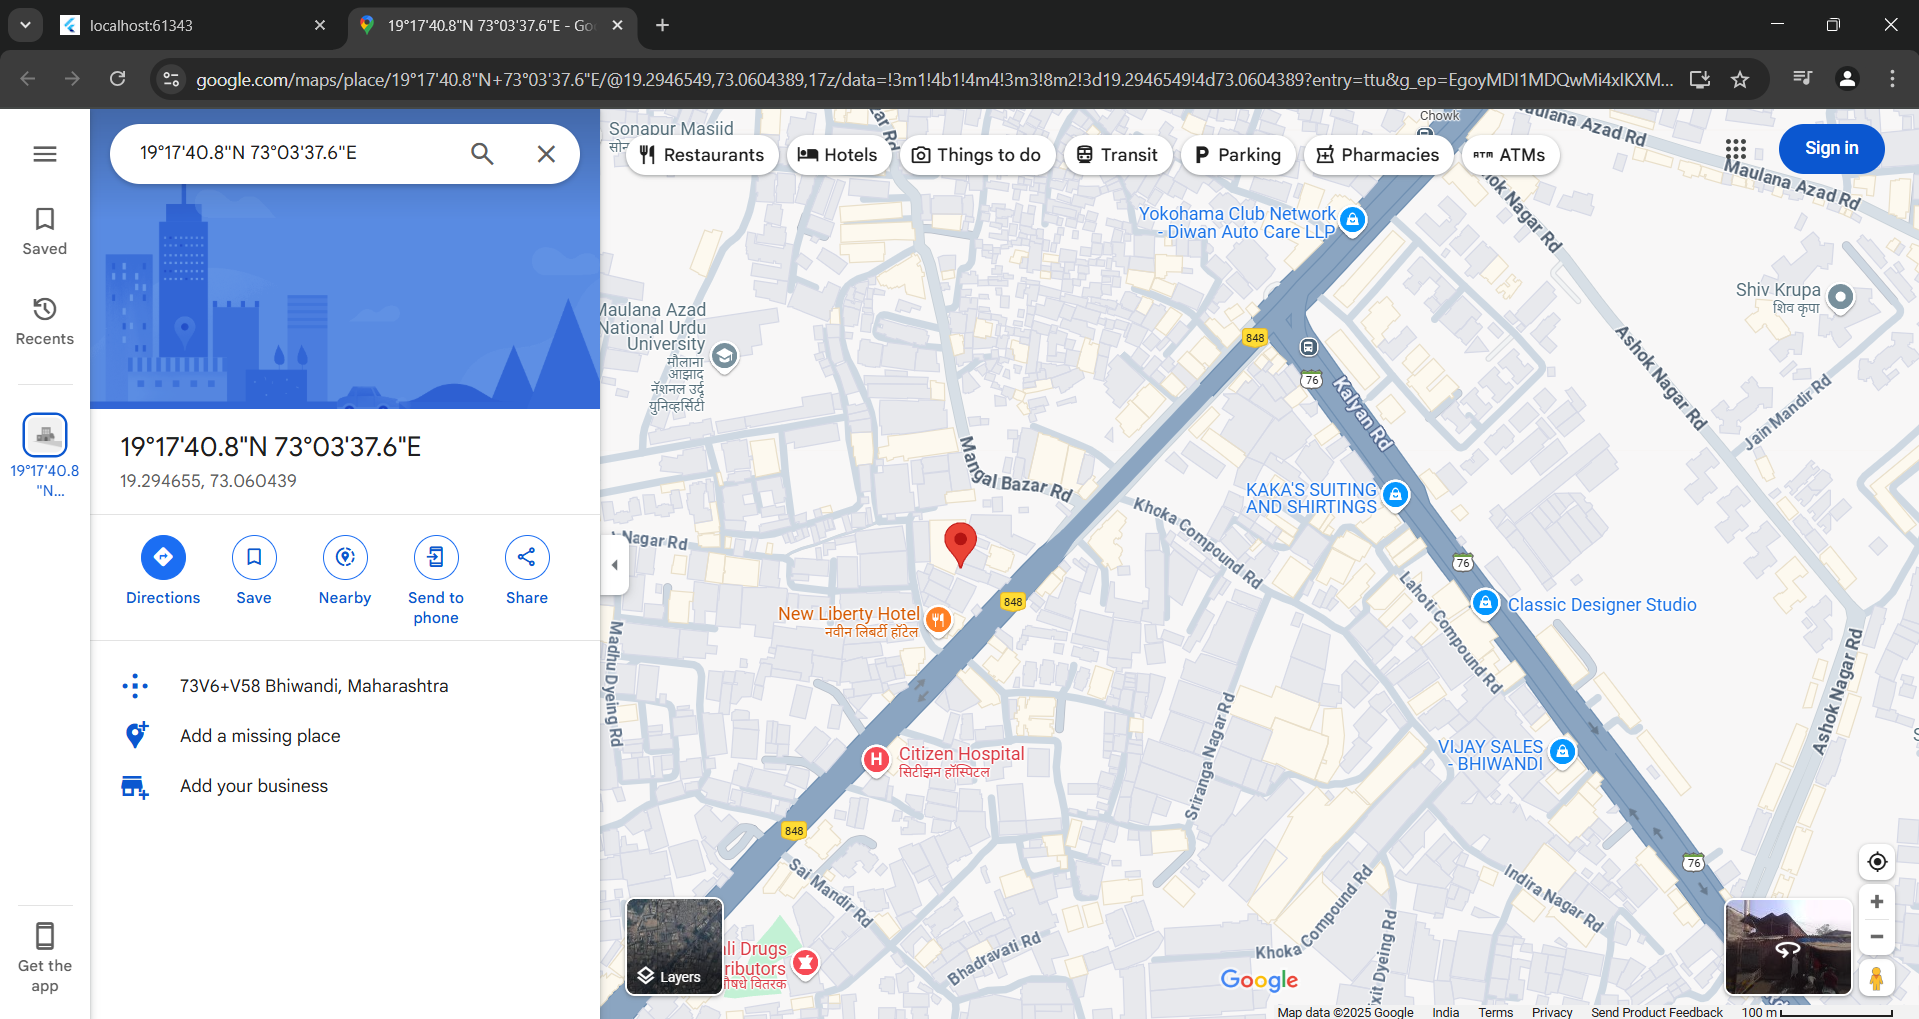 localhost:61343
19°17'40.8"N 73°03'37.6"E - Go
google.com/maps/place/19°17'40.8"N+73°03'37.6"E/@19.2946549,73.0604389,17z/data=!3m1!4b1!4m4!3m3!8m2!3d19.2946549!4d73.0604389?entry=ttu&g_ep=EgoyMDI1MDQwMi4xIKXM...
19°17'40.8"N 73°03'37.6"E
Saved
Recents
19°17'40.8
"N...
Get the
app
19°17'40.8"N 73°03'37.6"E
19.294655, 73.060439
Directions
Save
Nearby
Send to
phone
Share
73V6+V58 Bhiwandi, Maharashtra
Add a missing place
Add your business
Restaurants
Hotels
Things to do
Transit
Parking
Pharmacies
ATM ATMs
Sign in
Sonapur Masjid
Chowk
Maulana Azad Rd
Maulana Azad Rd
Yokohama Club Network
- Diwan Auto Care LLP
Ashok Nagar Rd
Shiv Krupa
शिव कृपा
Maulana Azad
National Urdu
University
मौलाना
आझाद
नॅशनल उर्दू
युनिव्हर्सिटी
848
76
Kalyan Rd
Ashok Nagar Rd
Jain Mandir Rd
Mangal Bazar Rd
KAKA'S SUITING
AND SHIRTINGS
Khoka Compound Rd
Nagar Rd
76
848
New Liberty Hotel
नवीन लिबर्टी हॉटेल
Lahoti Compound Rd
Classic Designer Studio
Madhu Dyeing Rd
Ashok Nagar Rd
Sriranga Nagar Rd
Citizen Hospital
सिटीझन हॉस्पिटल
VIJAY SALES
- BHIWANDI
848
76
Sai Mandir Rd
Indira Nagar Rd
Khoka Compound Rd
Bhadravati Rd
ixit Dyeing Rd
li Drugs
ributors
औषधे वितरक
Layers
Google
Map data ©2025 Google
India
Terms
Privacy
Send Product Feedback
100 m